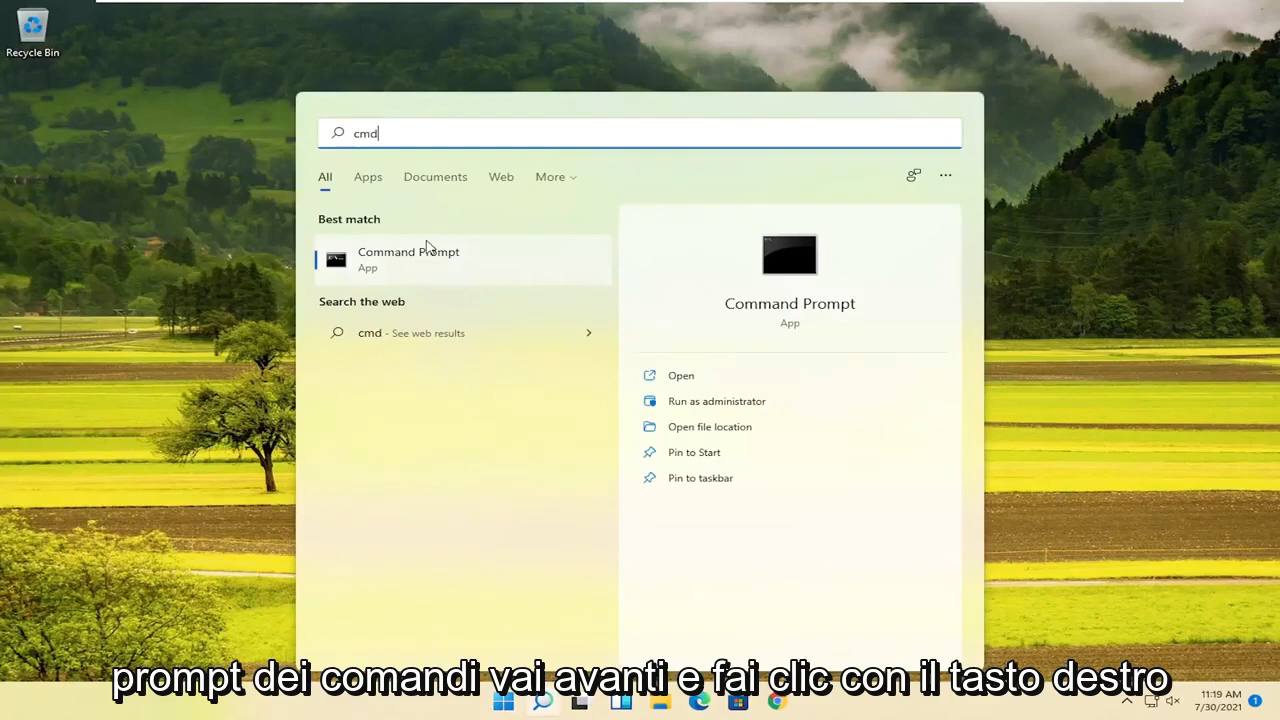 Recycle Bin
cmd
All Apps Documents Web More
Best match
Command Prompt
App
Search the web
cmd - See web results
Command Prompt
App
Open
Run as administrator
Open file location
Pin to Start
Pin to taskbar
prompt dei comandi vai avanti e fai clic con il tasto destro
11:19 AM
7/30/2021
1